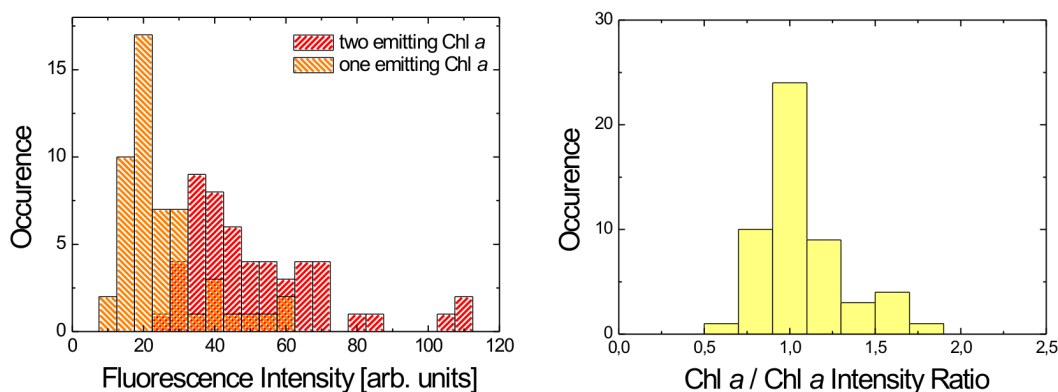 two emitting Chl a
one emitting Chl a
Occurence
15
10
5
0
0 20 40 60 80 100 120
Fluorescence Intensity [arb. units]
Occurence
30
20
10
0
0,0 0,5 1,0 1,5 2,0 2,5
Chl a / Chl a Intensity Ratio